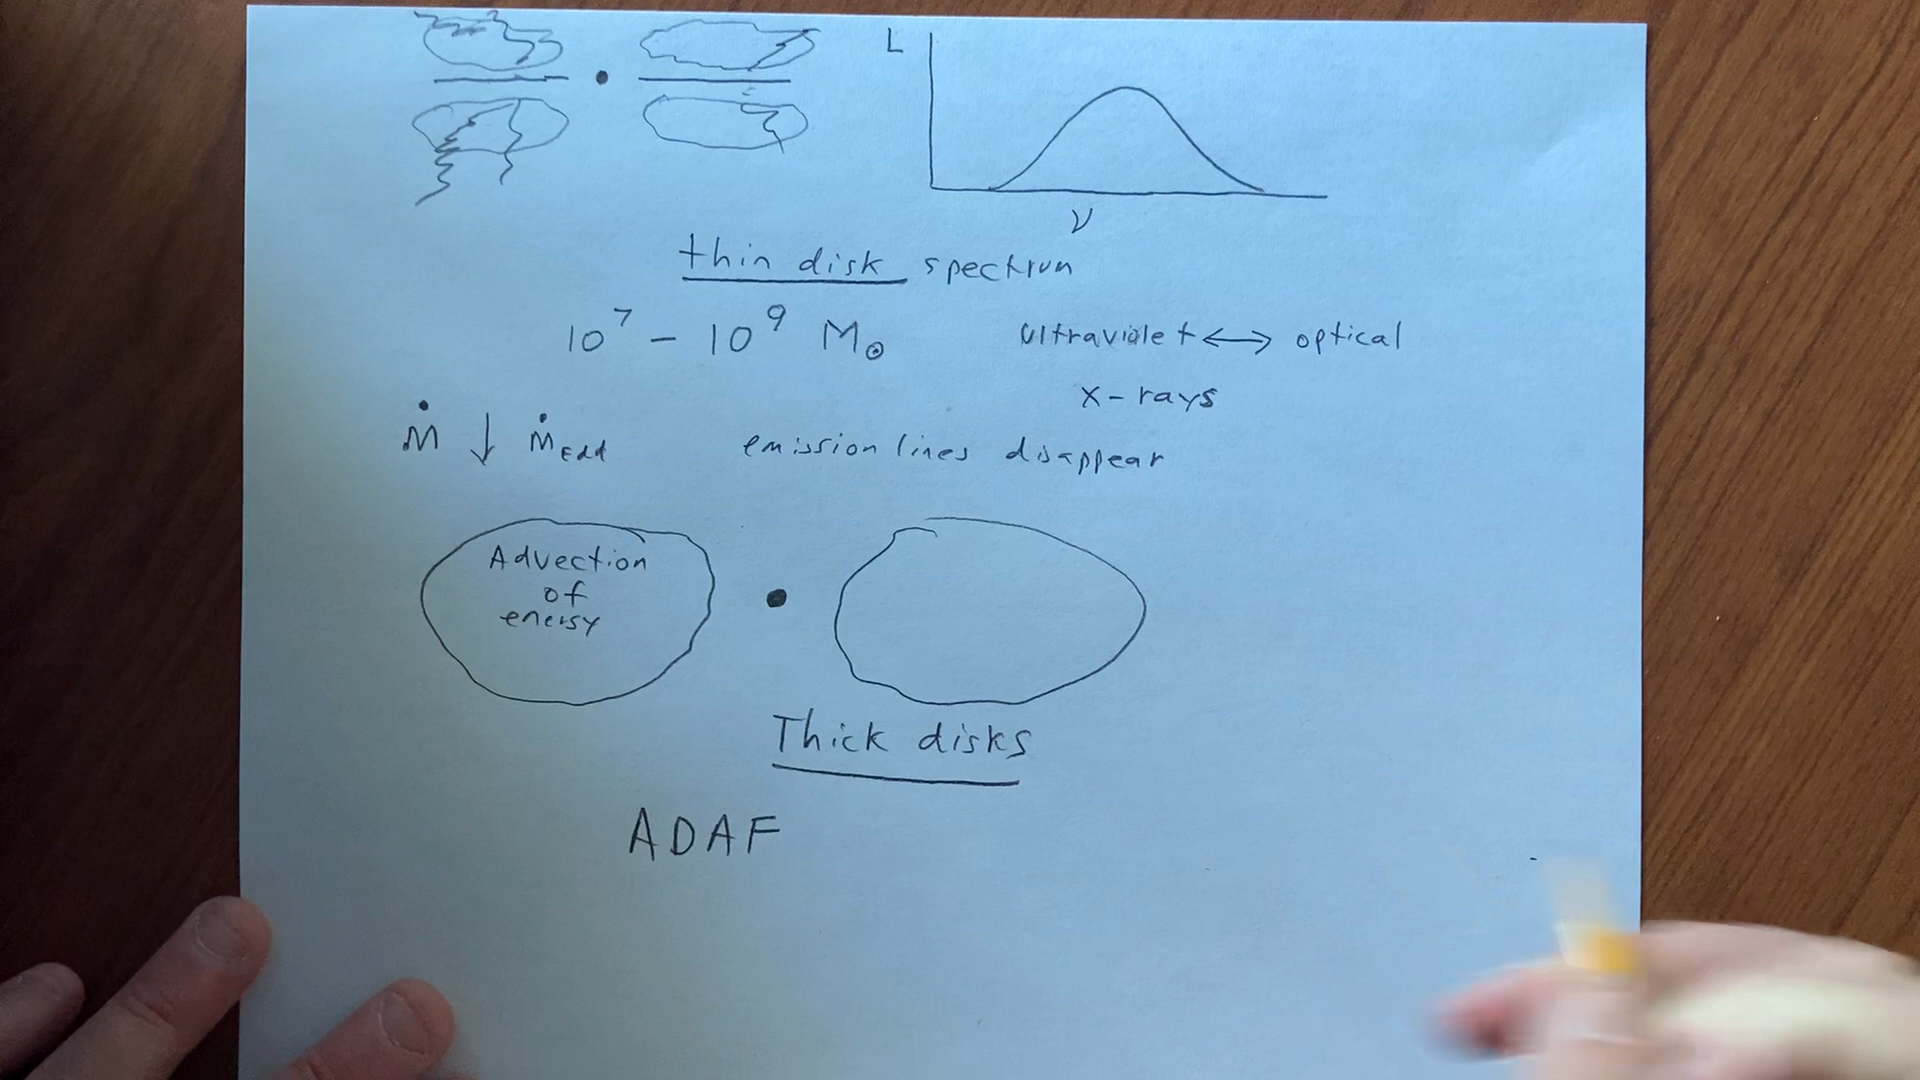 L
ν
thin disk spectrum
10⁷ – 10⁹ M☉ ultraviolet ↔ optical
x-rays
Ṁ ↓ ṀEdd emission lines disappear
Advection
of
energy
Thick disks
ADAF